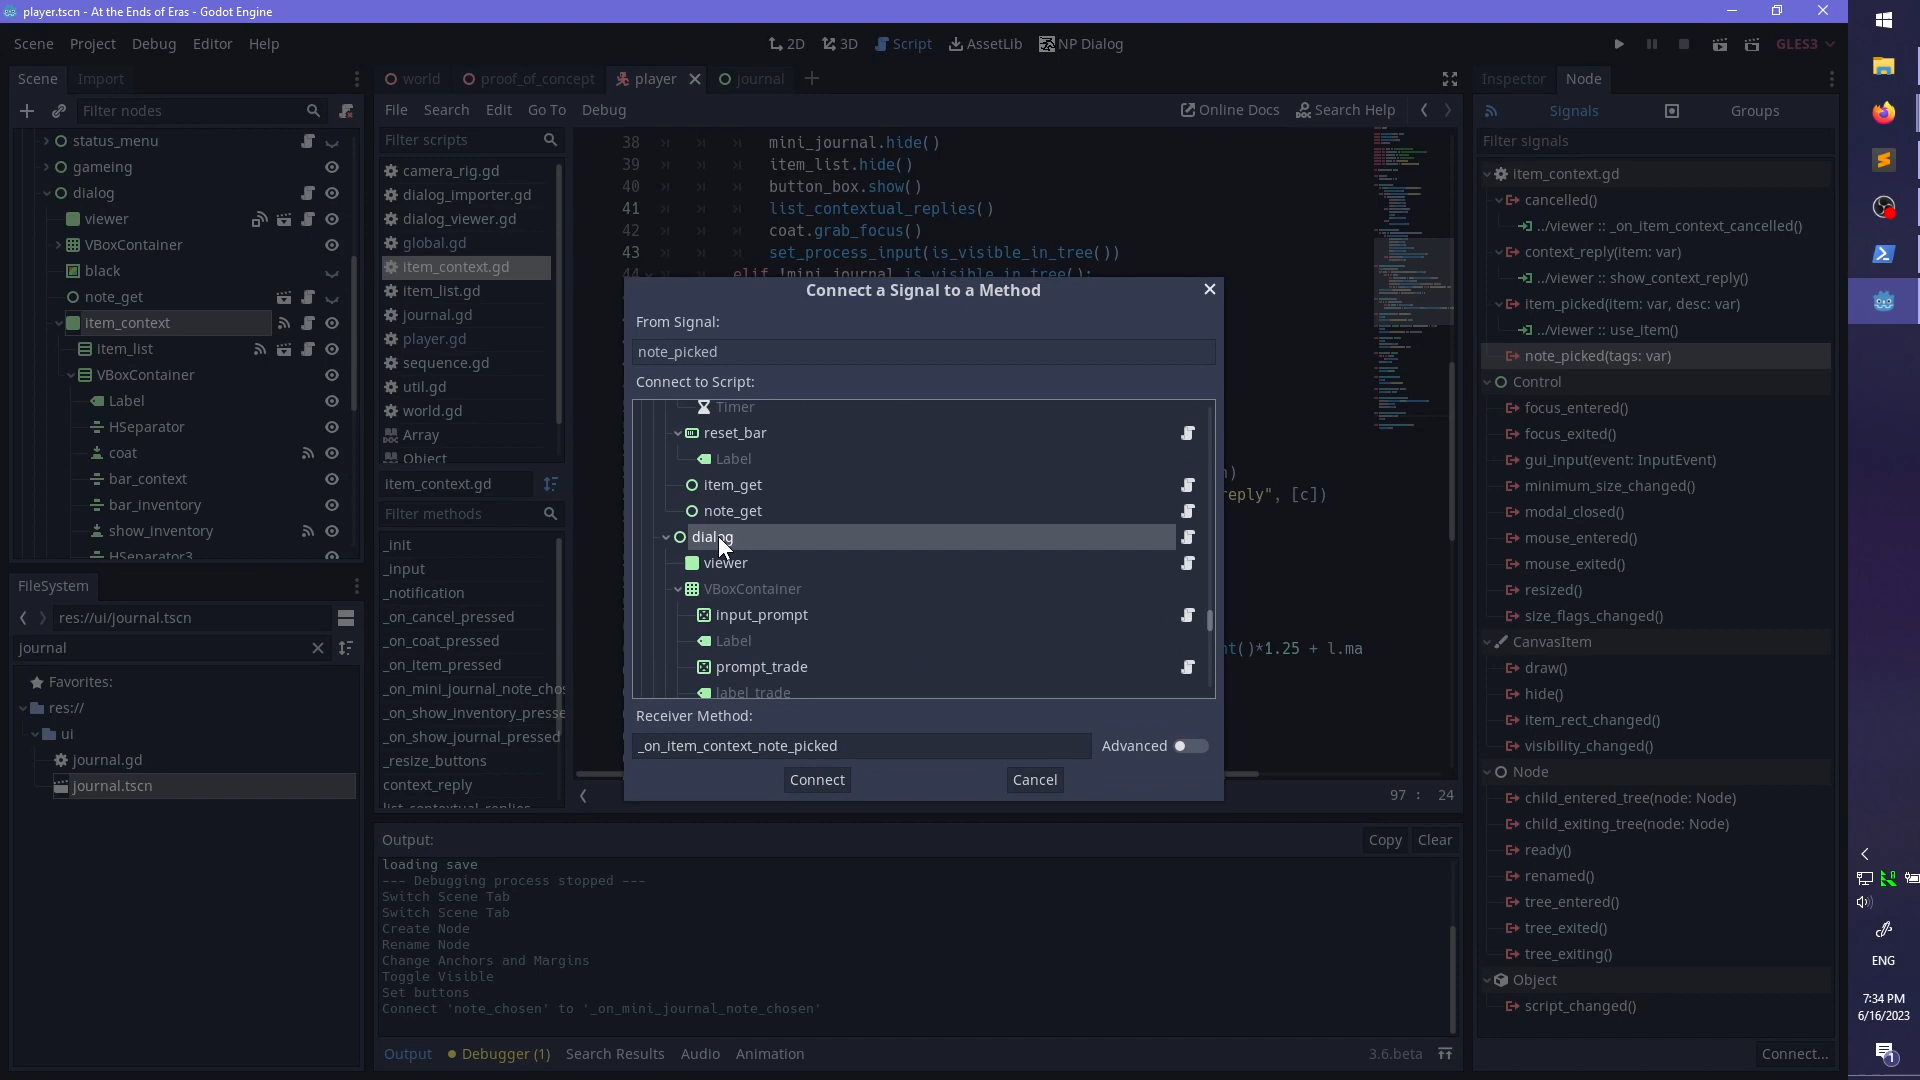 player.tscn - At the Ends of Eras - Godot Engine
Scene Project Debug Editor Help
2D 3D Script AssetLib NP Dialog
GLES3
Scene Import
Filter nodes
status_menu
gameing
dialog
viewer
VBoxContainer
black
note_get
item_context
item_list
VBoxContainer
Label
HSeparator
coat
bar_context
bar_inventory
show_inventory
HSeparator3
FileSystem
res://ui/journal.tscn
journal
Favorites:
res://
ui
journal.gd
journal.tscn
world proof_of_concept player journal
File Search Edit Go To Debug
Online Docs Search Help
Filter scripts
camera_rig.gd
dialog_importer.gd
dialog_viewer.gd
global.gd
item_context.gd
item_list.gd
journal.gd
player.gd
sequence.gd
util.gd
world.gd
Array
Object
item_context.gd
Filter methods
_init
_input
_notification
_on_cancel_pressed
_on_coat_pressed
_on_item_pressed
_on_mini_journal_note_cho
_on_show_inventory_presse
_on_show_journal_pressed
_resize_buttons
context_reply
list_contextual_replies
38 mini_journal.hide()
39 item_list.hide()
40 button_box.show()
41 list_contextual_replies()
42 coat.grab_focus()
43 set_process_input(is_visible_in_tree())
44 elif !mini_journal.is_visible_in_tree():
)
reply", [c])
nt()*1.25 + l.ma
97 : 24
Connect a Signal to a Method
From Signal:
note_picked
Connect to Script:
Timer
reset_bar
Label
item_get
note_get
dialog
viewer
VBoxContainer
input_prompt
Label
prompt_trade
label_trade
Receiver Method:
_on_item_context_note_picked
Advanced
Connect Cancel
Output:
Copy Clear
loading save
--- Debugging process stopped ---
Switch Scene Tab
Switch Scene Tab
Create Node
Rename Node
Change Anchors and Margins
Toggle Visible
Set buttons
Connect 'note_chosen' to '_on_mini_journal_note_chosen'
Output Debugger (1) Search Results Audio Animation
3.6.beta
Inspector Node
Signals Groups
Filter signals
item_context.gd
cancelled()
../viewer :: _on_item_context_cancelled()
context_reply(item: var)
../viewer :: show_context_reply()
item_picked(item: var, desc: var)
../viewer :: use_item()
note_picked(tags: var)
Control
focus_entered()
focus_exited()
gui_input(event: InputEvent)
minimum_size_changed()
modal_closed()
mouse_entered()
mouse_exited()
resized()
size_flags_changed()
CanvasItem
draw()
hide()
item_rect_changed()
visibility_changed()
Node
child_entered_tree(node: Node)
child_exiting_tree(node: Node)
ready()
renamed()
tree_entered()
tree_exited()
tree_exiting()
Object
script_changed()
Connect...
ENG
7:34 PM
6/16/2023
1